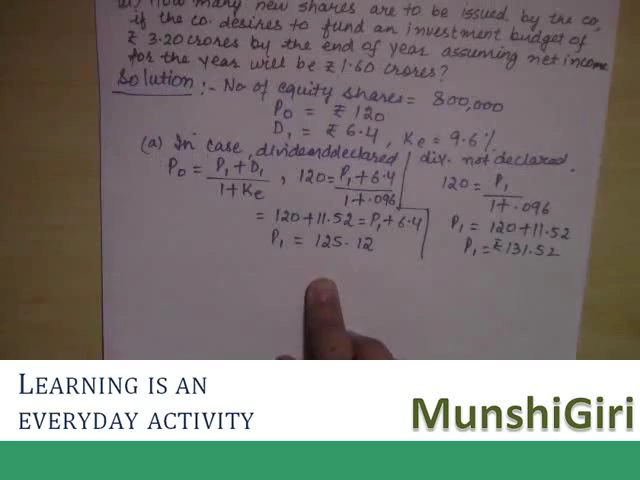 How many new shares are to be issued by the co,
if the co. desires to fund an investment budget of
₹ 3.20 crores by the end of year assuming net income
for the year will be ₹1.60 crores?
Solution :- No of equity shares = 800,000
P0 = ₹ 120
D1 = ₹ 6.4, Ke = 9.6%
(a) In case, dividend declared
P0 = P1 + D1 / 1 + Ke , 120 = P1 + 6.4 / 1 + .096
= 120 + 11.52 = P1 + 6.4
P1 = 125.12
div. not declared.
120 = P1 / 1 + .096
P1 = 120 + 11.52
P1 = ₹131.52
LEARNING IS AN
EVERYDAY ACTIVITY
MunshiGiri